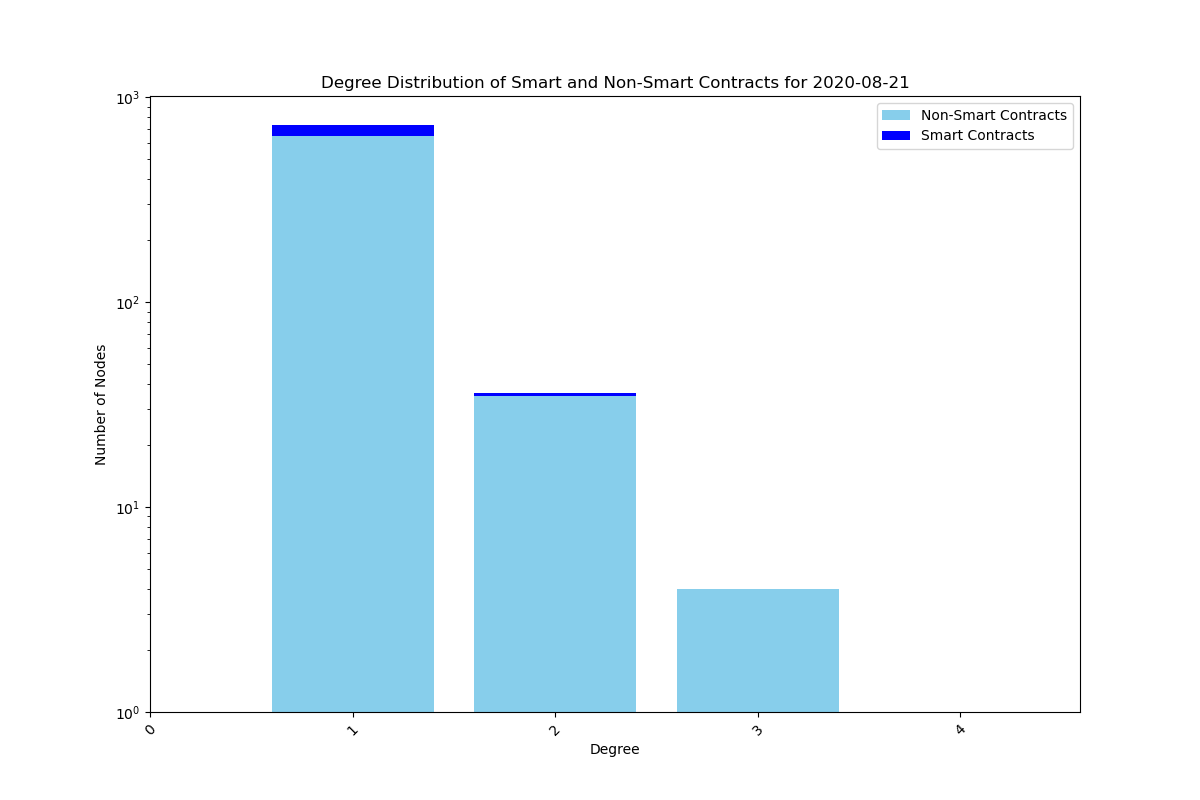 Degree Distribution of Smart and Non-Smart Contracts for 2020-08-21
Non-Smart Contracts
Smart Contracts
Number of Nodes
10³
10²
10¹
10⁰
0
1
2
3
4
Degree